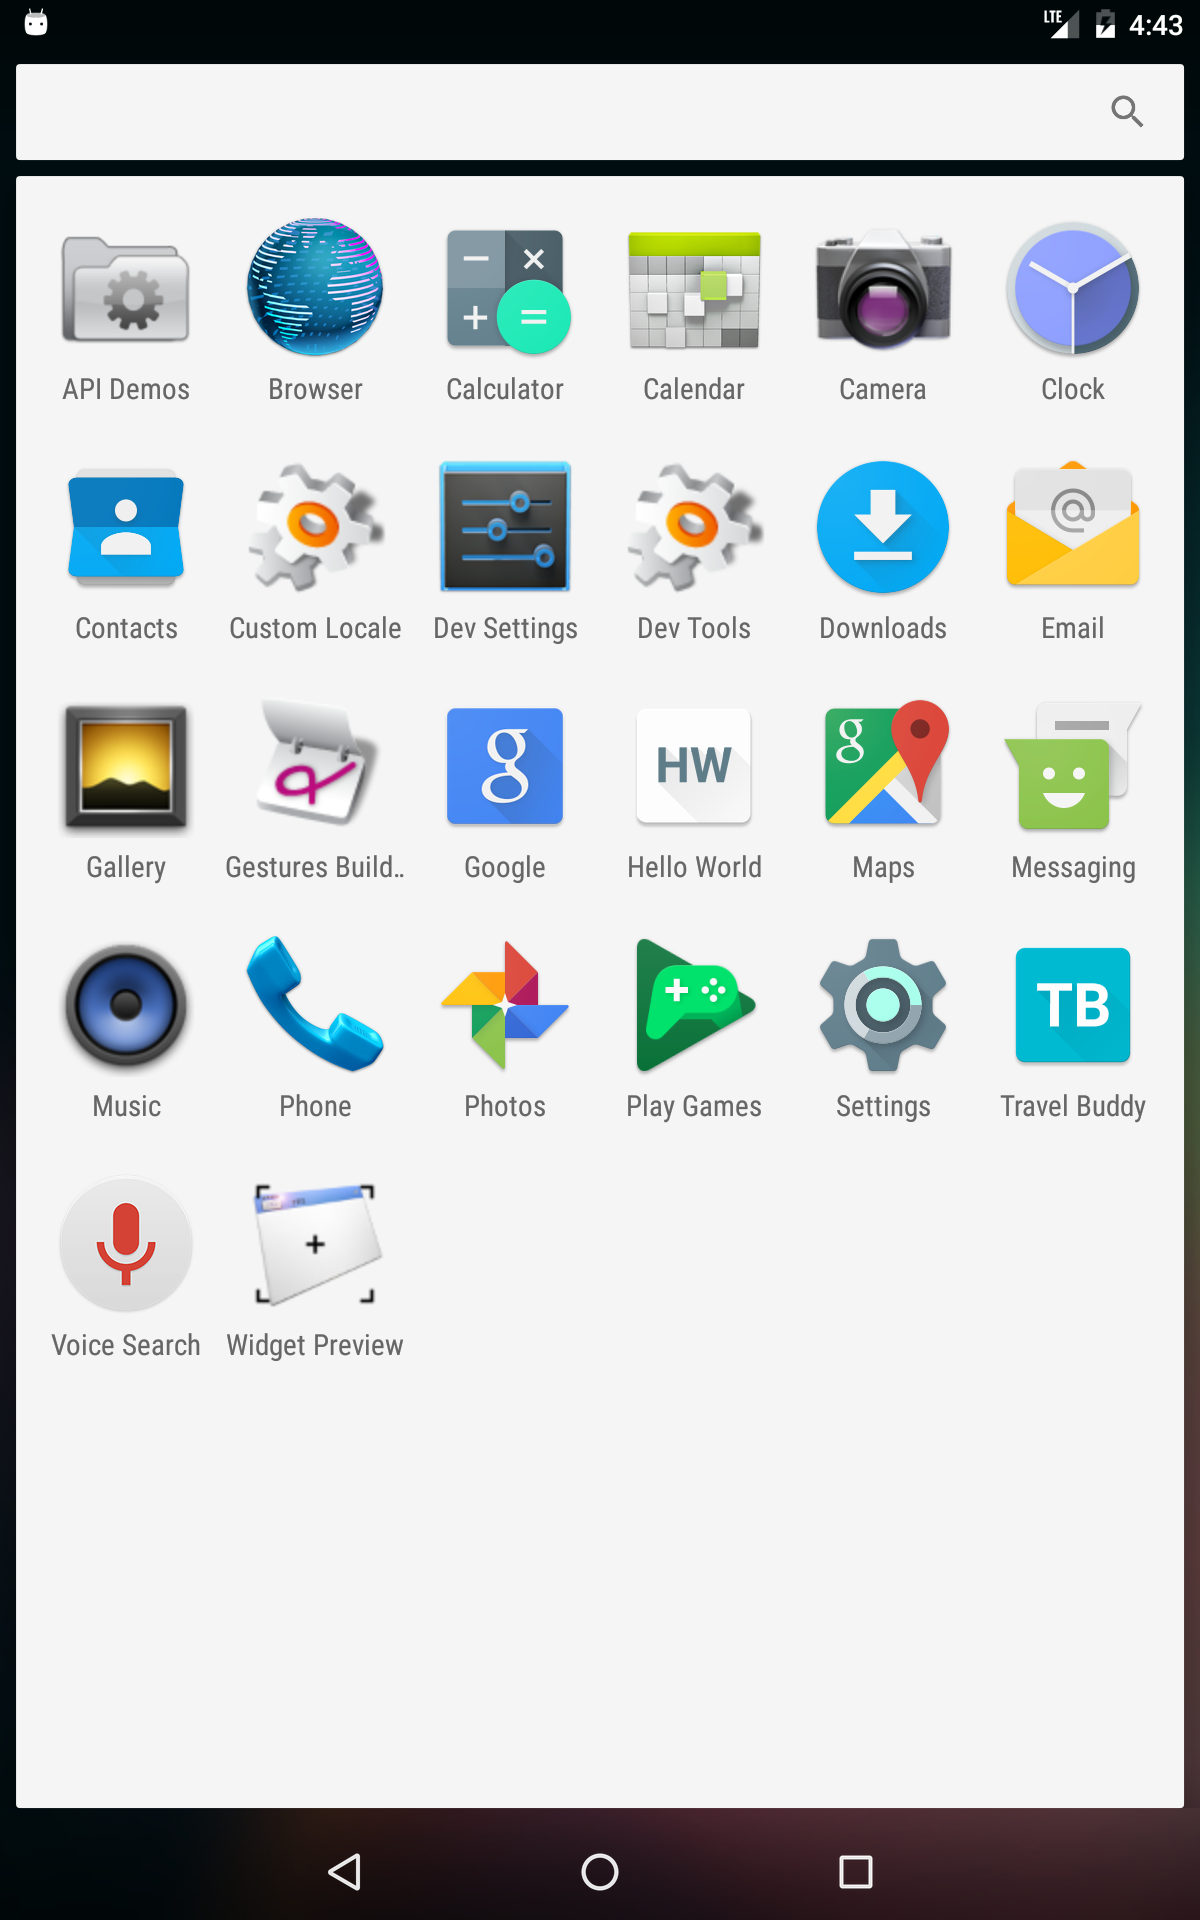 LTE 4:43
API Demos Browser Calculator Calendar Camera Clock
Contacts Custom Locale Dev Settings Dev Tools Downloads Email
g HW g
Gallery Gestures Build.. Google Hello World Maps Messaging
TB
Music Phone Photos Play Games Settings Travel Buddy
Voice Search Widget Preview